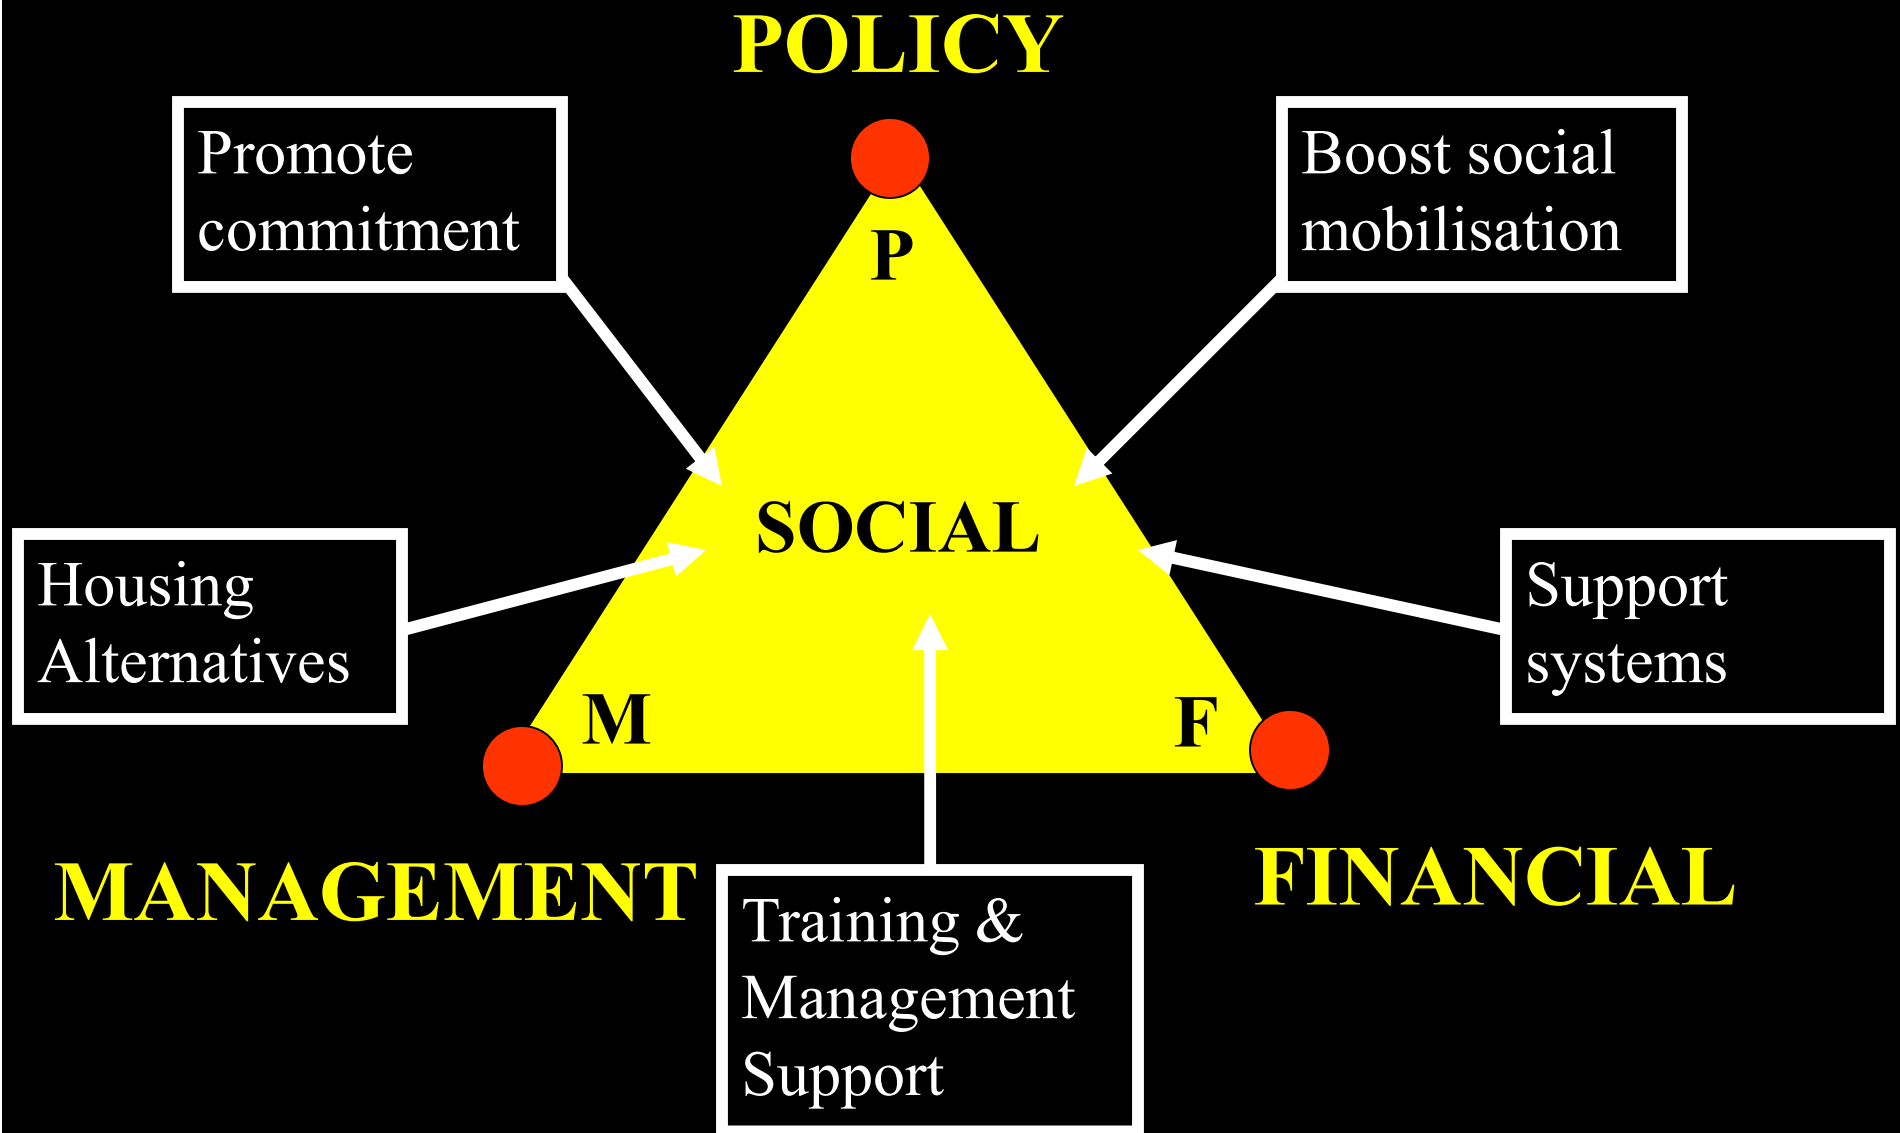 POLICY
Promote
commitment
Boost social
mobilisation
P
SOCIAL
Housing
Alternatives
Support
systems
M
F
MANAGEMENT
FINANCIAL
Training &
Management
Support